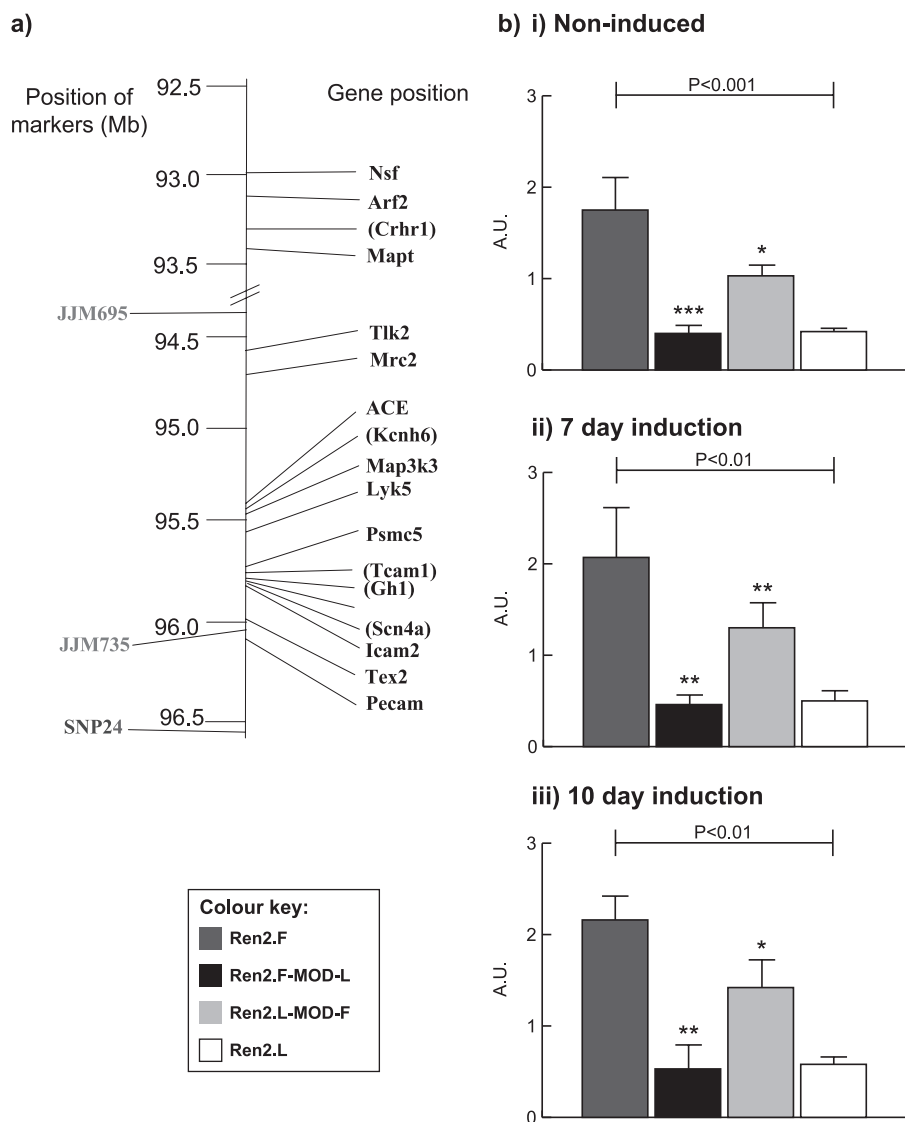 a)
Position of
markers (Mb)
Gene position
92.5
93.0
93.5
94.5
95.0
95.5
96.0
96.5
JJM695
JJM735
SNP24
Nsf
Arf2
(Crhr1)
Mapt
Tlk2
Mrc2
ACE
(Kcnh6)
Map3k3
Lyk5
Psmc5
(Tcam1)
(Gh1)
(Scn4a)
Icam2
Tex2
Pecam
Colour key:
Ren2.F
Ren2.F-MOD-L
Ren2.L-MOD-F
Ren2.L
b) i) Non-induced
P<0.001
3
2
1
0
A.U.
***
*
ii) 7 day induction
P<0.01
3
2
1
0
A.U.
**
**
iii) 10 day induction
P<0.01
3
2
1
0
A.U.
**
*